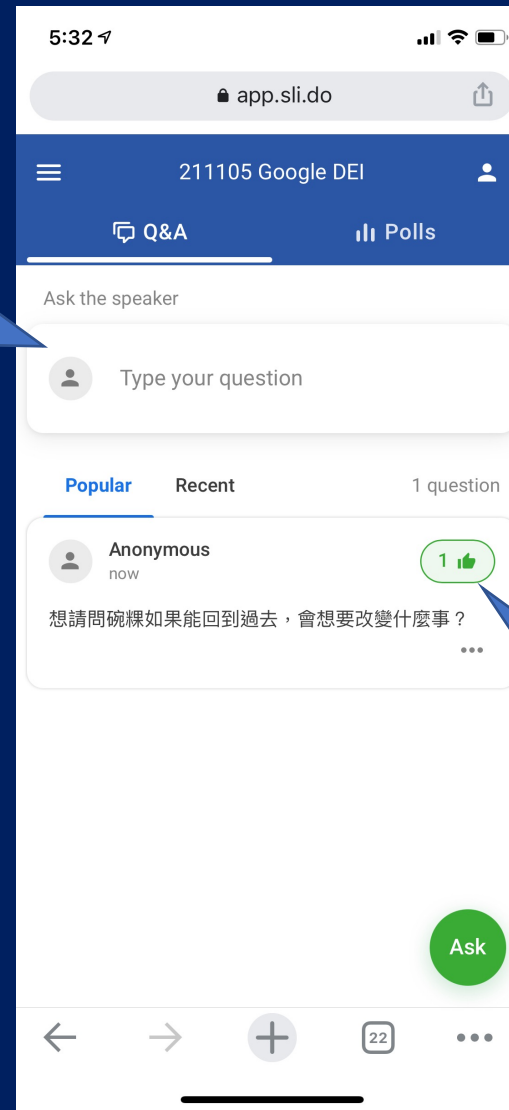 5:32
app.sli.do
211105 Google DEI
Q&A Polls
Ask the speaker
Type your question
Popular Recent 1 question
Anonymous
now
1
想請問碗粿如果能回到過去，會想要改變什麼事？
Ask
22